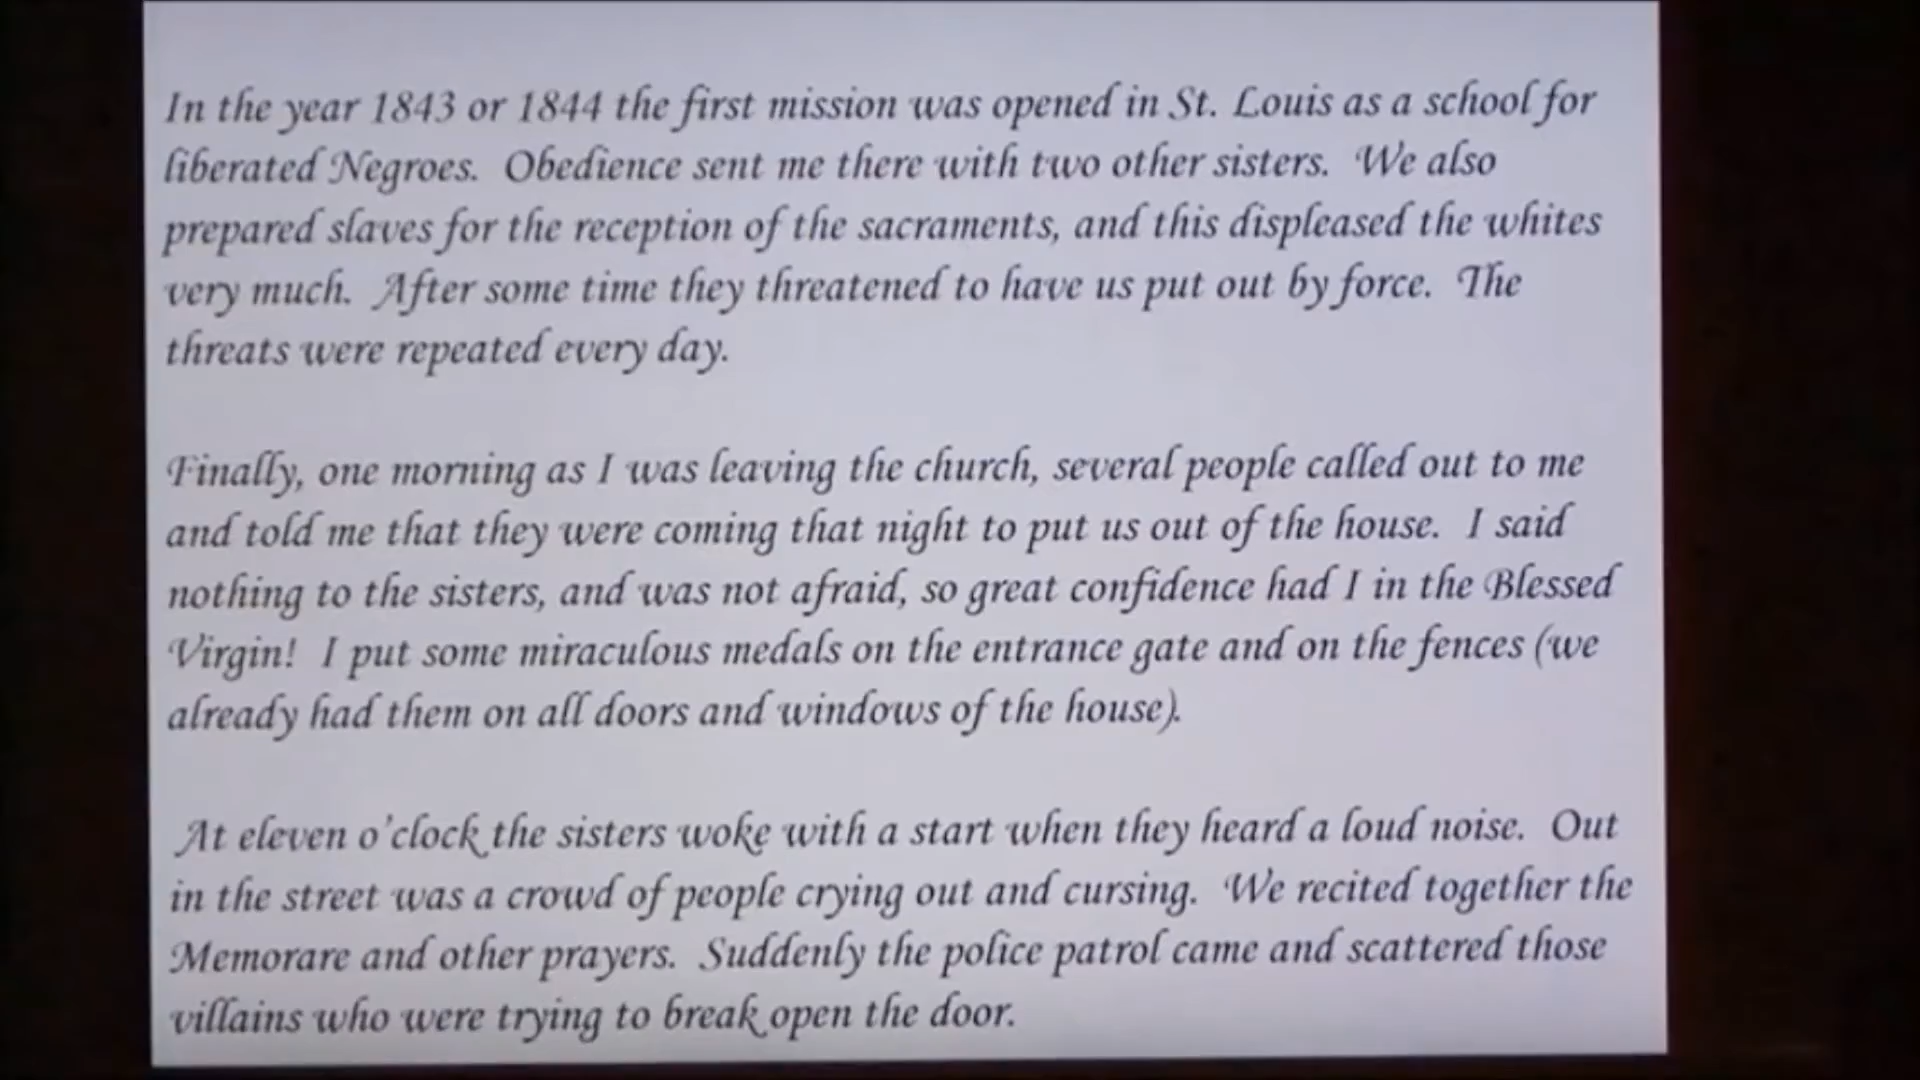 In the year 1843 or 1844 the first mission was opened in St. Louis as a school for
liberated Negroes. Obedience sent me there with two other sisters. We also
prepared slaves for the reception of the sacraments, and this displeased the whites
very much. After some time they threatened to have us put out by force. The
threats were repeated every day.
Finally, one morning as I was leaving the church, several people called out to me
and told me that they were coming that night to put us out of the house. I said
nothing to the sisters, and was not afraid, so great confidence had I in the Blessed
Virgin! I put some miraculous medals on the entrance gate and on the fences (we
already had them on all doors and windows of the house).
At eleven o'clock the sisters woke with a start when they heard a loud noise. Out
in the street was a crowd of people crying out and cursing. We recited together the
Memorare and other prayers. Suddenly the police patrol came and scattered those
villains who were trying to break open the door.